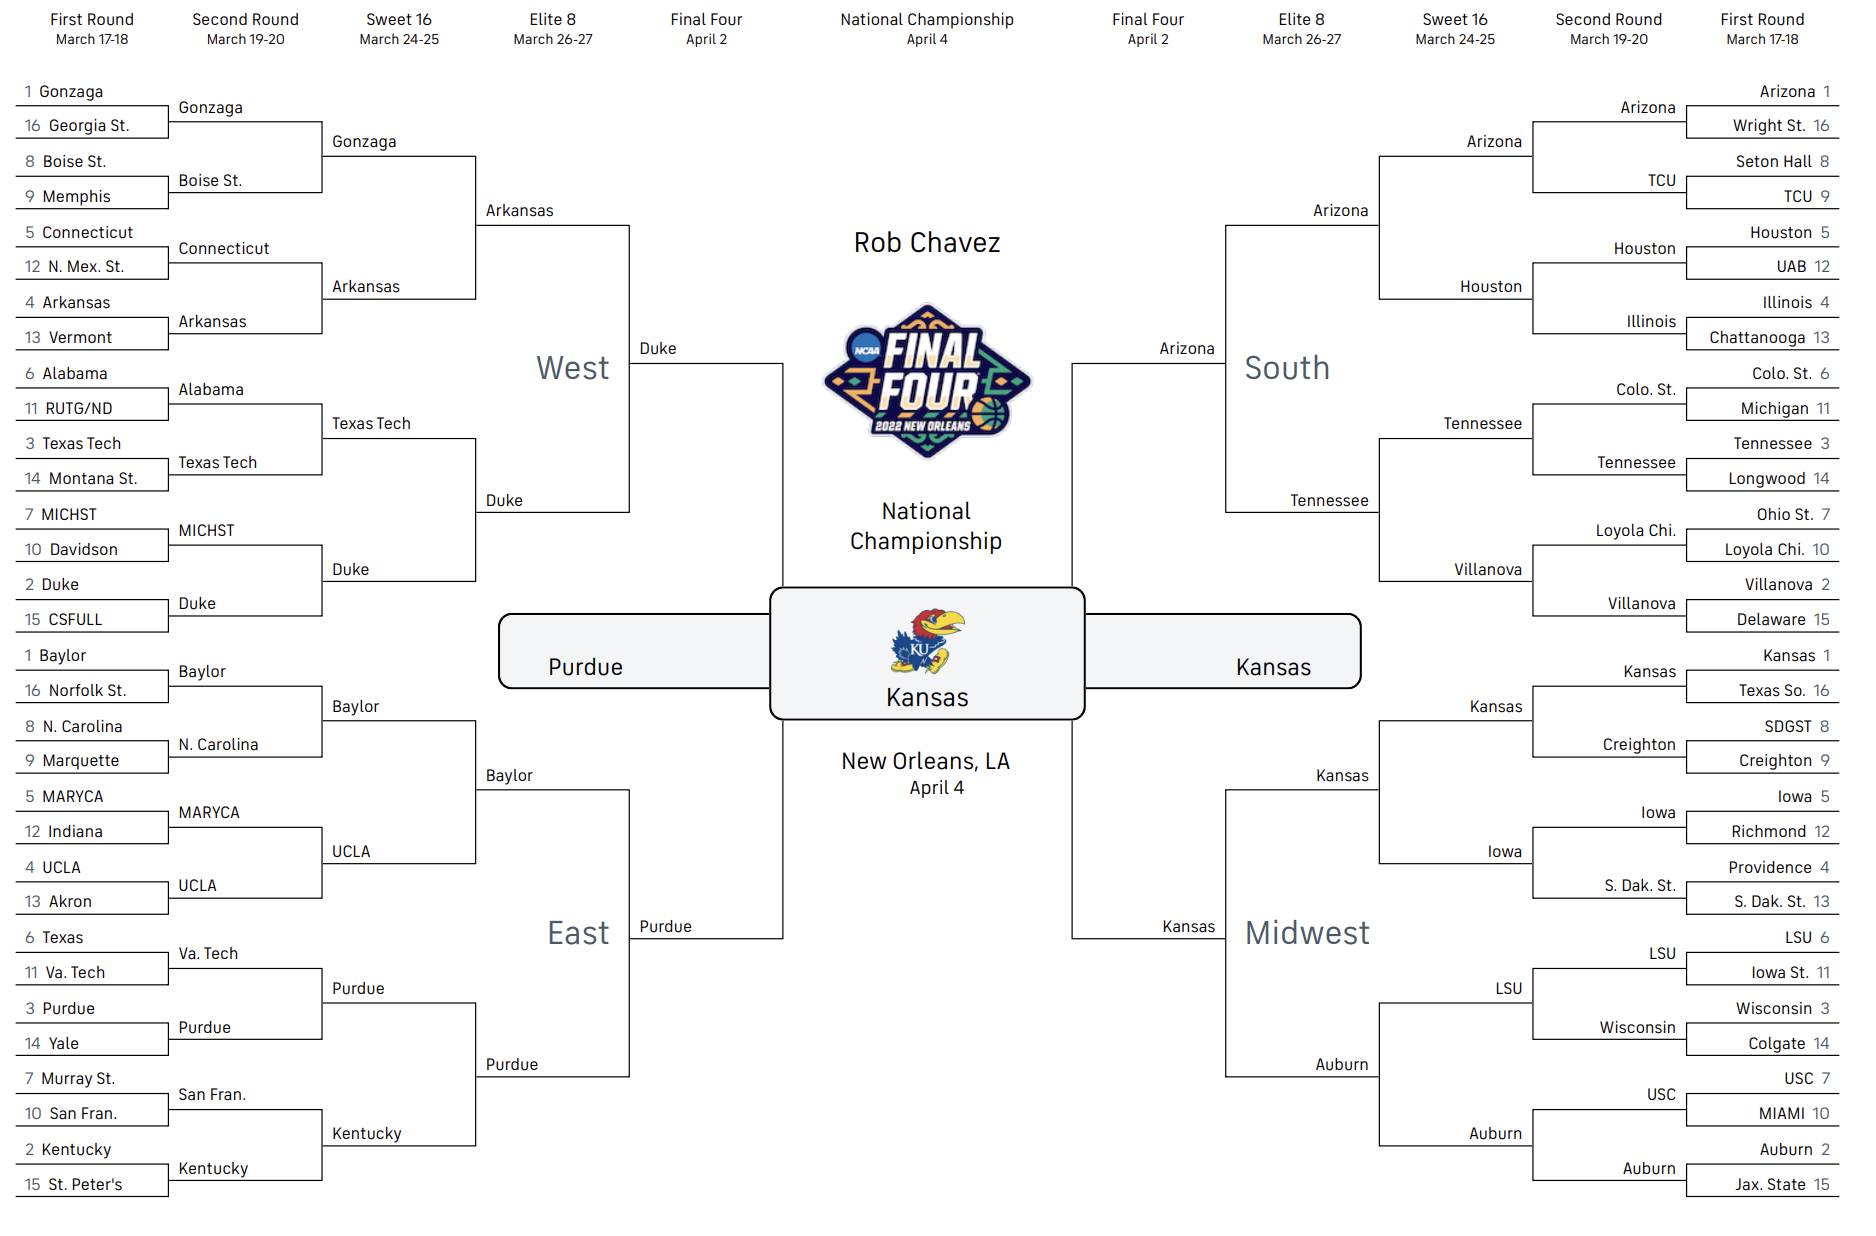 First Round
March 17-18
Second Round
March 19-20
Sweet 16
March 24-25
Elite 8
March 26-27
Final Four
April 2
National Championship
April 4
Final Four
April 2
Elite 8
March 26-27
Sweet 16
March 24-25
Second Round
March 19-20
First Round
March 17-18
1 Gonzaga
16 Georgia St.
8 Boise St.
9 Memphis
5 Connecticut
12 N. Mex. St.
4 Arkansas
13 Vermont
6 Alabama
11 RUTG/ND
3 Texas Tech
14 Montana St.
7 MICHST
10 Davidson
2 Duke
15 CSFULL
1 Baylor
16 Norfolk St.
8 N. Carolina
9 Marquette
5 MARYCA
12 Indiana
4 UCLA
13 Akron
6 Texas
11 Va. Tech
3 Purdue
14 Yale
7 Murray St.
10 San Fran.
2 Kentucky
15 St. Peter's
Gonzaga
Boise St.
Connecticut
Arkansas
Alabama
Texas Tech
MICHST
Duke
Baylor
N. Carolina
MARYCA
UCLA
Va. Tech
Purdue
San Fran.
Kentucky
Gonzaga
Arkansas
Texas Tech
Duke
Baylor
UCLA
Purdue
Kentucky
Arkansas
Duke
Baylor
Purdue
West
East
Duke
Purdue
Purdue
Rob Chavez
NCAA
FINAL
FOUR
2022 NEW ORLEANS
National
Championship
KU
Kansas
New Orleans, LA
April 4
Kansas
Arizona
Kansas
South
Midwest
Arizona
Tennessee
Kansas
Auburn
Arizona
Houston
Tennessee
Villanova
Kansas
Iowa
LSU
Auburn
Arizona
TCU
Houston
Illinois
Colo. St.
Tennessee
Loyola Chi.
Villanova
Kansas
Creighton
Iowa
S. Dak. St.
LSU
Wisconsin
USC
Auburn
Arizona 1
Wright St. 16
Seton Hall 8
TCU 9
Houston 5
UAB 12
Illinois 4
Chattanooga 13
Colo. St. 6
Michigan 11
Tennessee 3
Longwood 14
Ohio St. 7
Loyola Chi. 10
Villanova 2
Delaware 15
Kansas 1
Texas So. 16
SDGST 8
Creighton 9
Iowa 5
Richmond 12
Providence 4
S. Dak. St. 13
LSU 6
Iowa St. 11
Wisconsin 3
Colgate 14
USC 7
MIAMI 10
Auburn 2
Jax. State 15